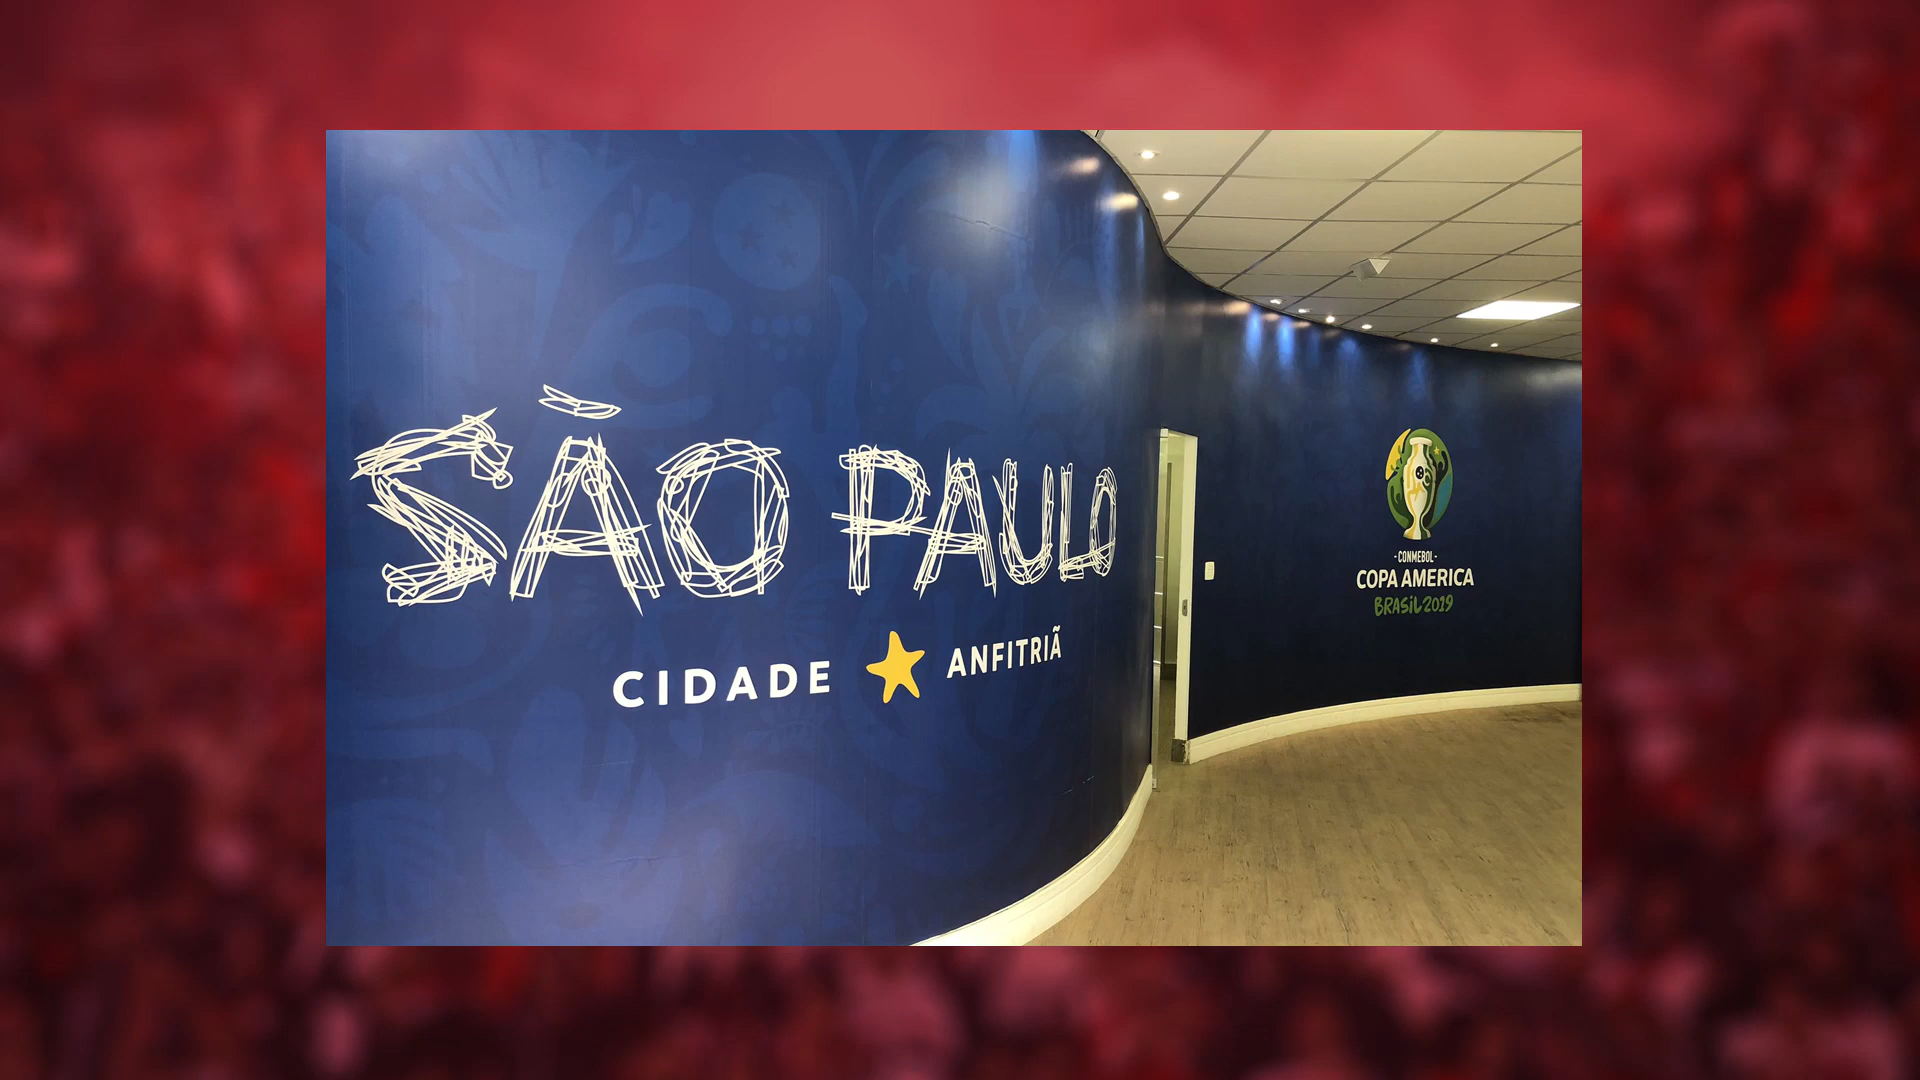 SÃO PAULO
CIDADE ANFITRIÃ
-CONMEBOL-
COPA AMERICA
BRASIL 2019